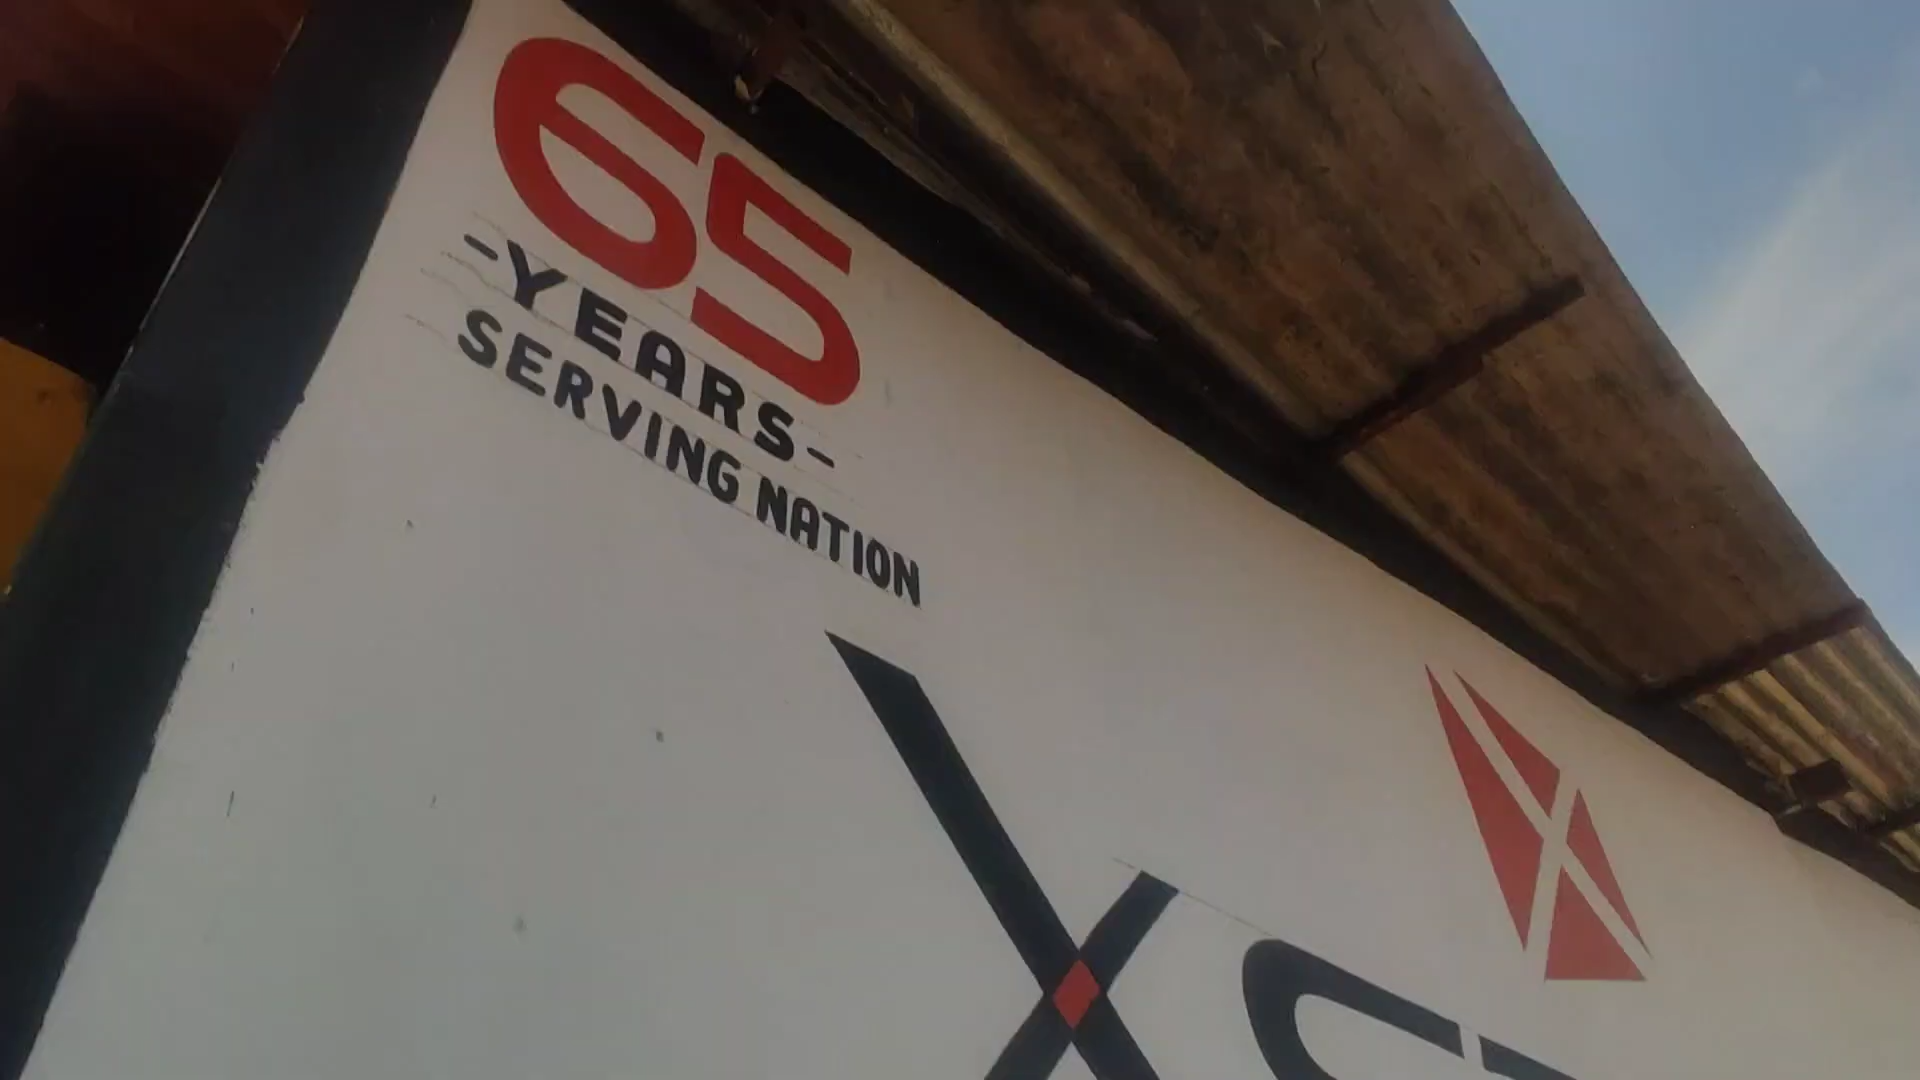 65
-YEARS-
SERVING NATION
X